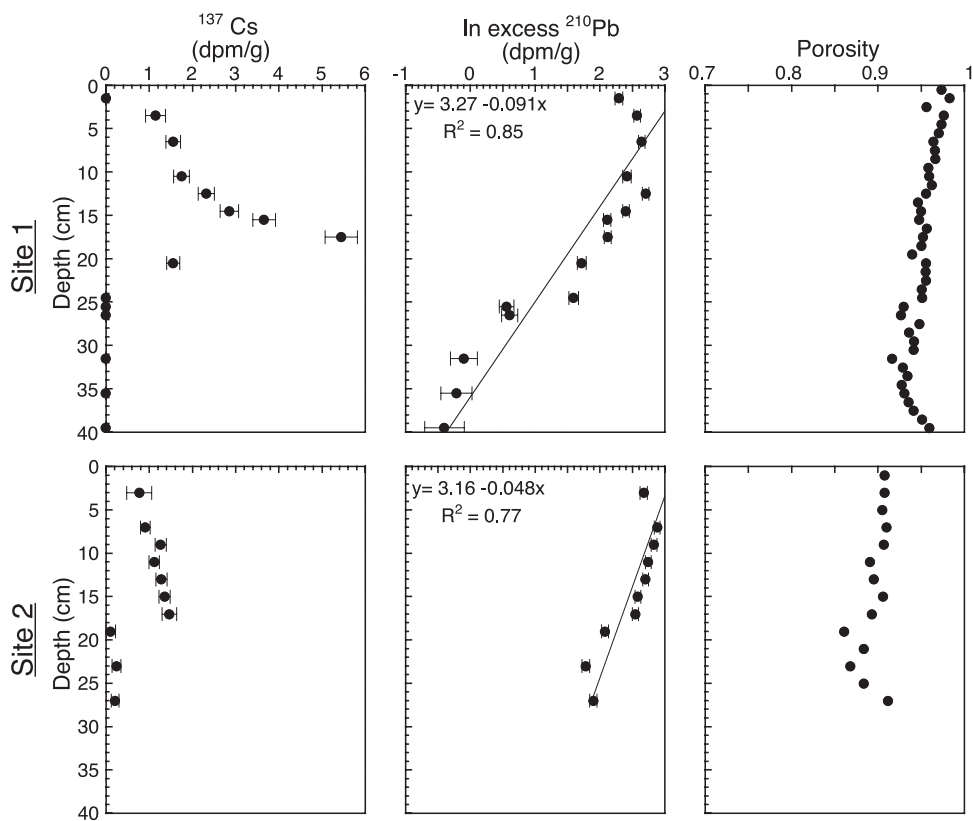 137 Cs
(dpm/g)
In excess 210Pb
(dpm/g)
Porosity
0 1 2 3 4 5 6
-1 0 1 2 3
0.7 0.8 0.9 1
Site 1
Depth (cm)
0
5
10
15
20
25
30
35
40
y= 3.27 -0.091x
R2 = 0.85
Site 2
Depth (cm)
0
5
10
15
20
25
30
35
40
y= 3.16 -0.048x
R2 = 0.77